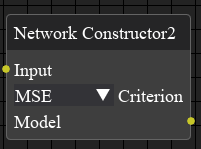 Network Constructor2
Input
MSE Criterion
Model